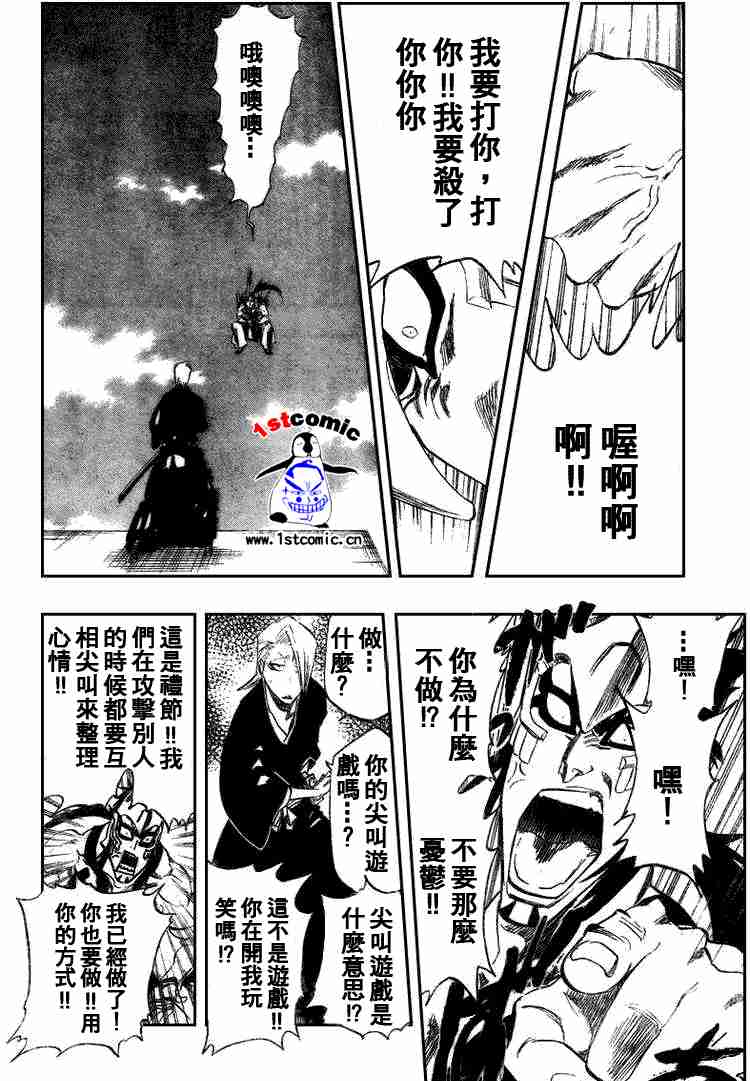 喔啊啊
啊!!
我要打你，打
你!!我要殺了
你你你
哦噢噢噢…
1stcomic
www.1stcomic.cn
…嘿!
嘿!
你為什麼
不做!?
不要那麼
憂鬱!!
做…
什麼?
你的尖叫遊
戲嗎…?
尖叫遊戲是
什麼意思!?
這不是遊戲!!
你在開我玩
笑嗎!?
這是禮節!!我
們在攻擊別人
的時候都要互
相尖叫來整理
心情!!
我已經做了!
你也要做!!用
你的方式!!